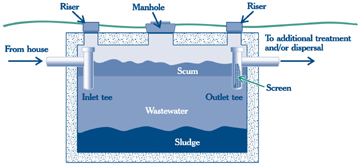 Riser
Manhole
Riser
From house
To additional treatment
and/or dispersal
Scum
Screen
Inlet tee
Outlet tee
Wastewater
Sludge